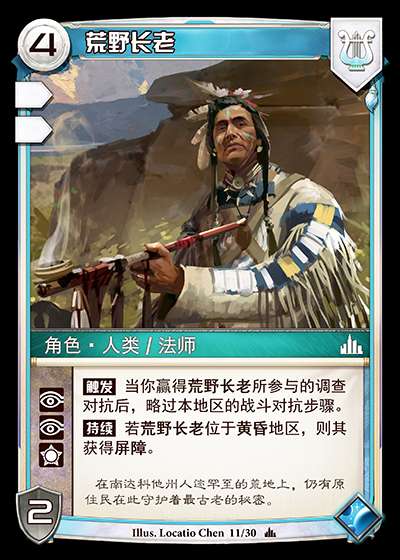 4
荒野长老
角色·人类/法师
触发 当你赢得荒野长老所参与的调查
对抗后，略过本地区的战斗对抗步骤。
持续 若荒野长老位于黄昏地区，则其
获得屏障。
在南达科他州人迹罕至的荒地上，仍有原
住民在此守护着最古老的秘密。
2
Illus. Locatio Chen 11/30